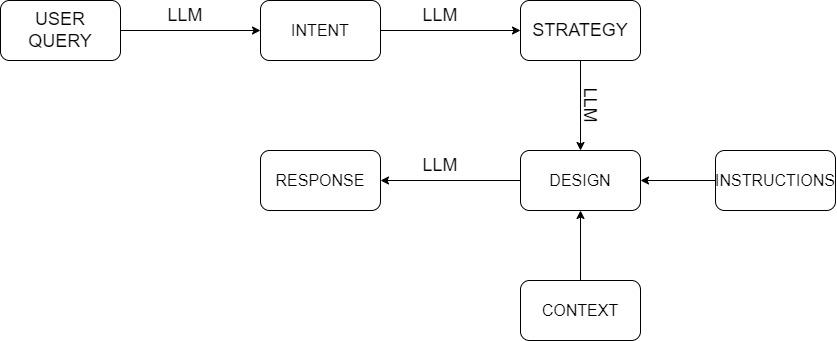 USER
QUERY
LLM
INTENT
LLM
STRATEGY
LLM
RESPONSE
LLM
DESIGN
INSTRUCTIONS
CONTEXT